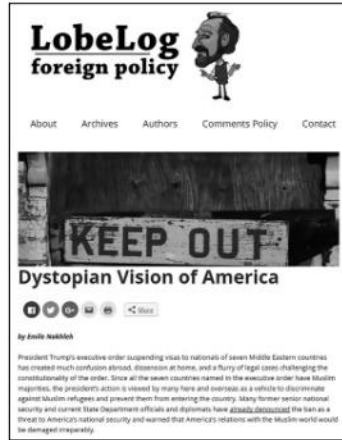 LobeLog
foreign policy
About Archives Authors Comments Policy Contact
KEEP OUT
Dystopian Vision of America
Share
by Emile Nakhleh
President Trump's executive order suspending visas to nationals of seven Middle Eastern countries
has created much confusion abroad, dissension at home, and a flurry of legal cases challenging the
constitutionality of the order. Since all the seven countries named in the executive order have Muslim
majorities, the president's action is viewed by many here and overseas as a vehicle to discriminate
against Muslim refugees and prevent them from entering the country. Many former senior national
security and current State Department officials and diplomats have already denounced the ban as a
threat to America's national security and warned that America's relations with the Muslim world would
be damaged irreparably.